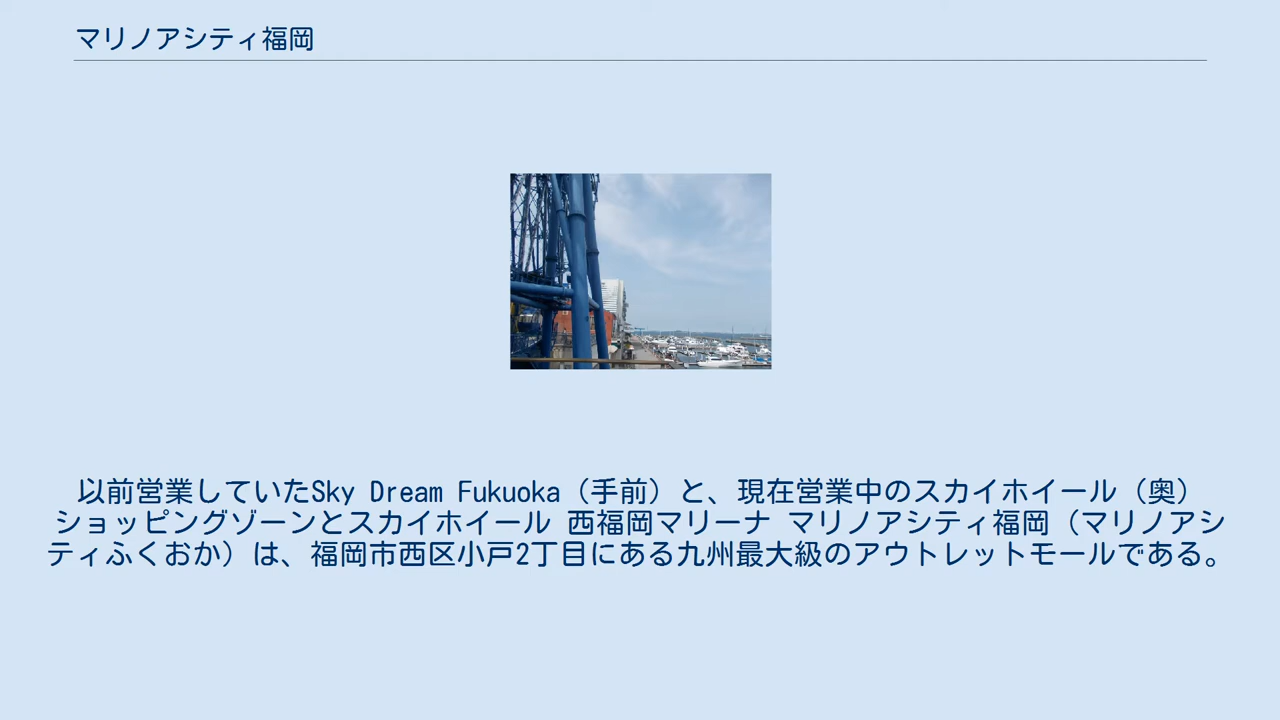 マリノアシティ福岡
以前営業していたSky Dream Fukuoka（手前）と、現在営業中のスカイホイール（奥）
ショッピングゾーンとスカイホイール 西福岡マリーナ マリノアシティ福岡（マリノアシ
ティふくおか）は、福岡市西区小戸2丁目にある九州最大級のアウトレットモールである。